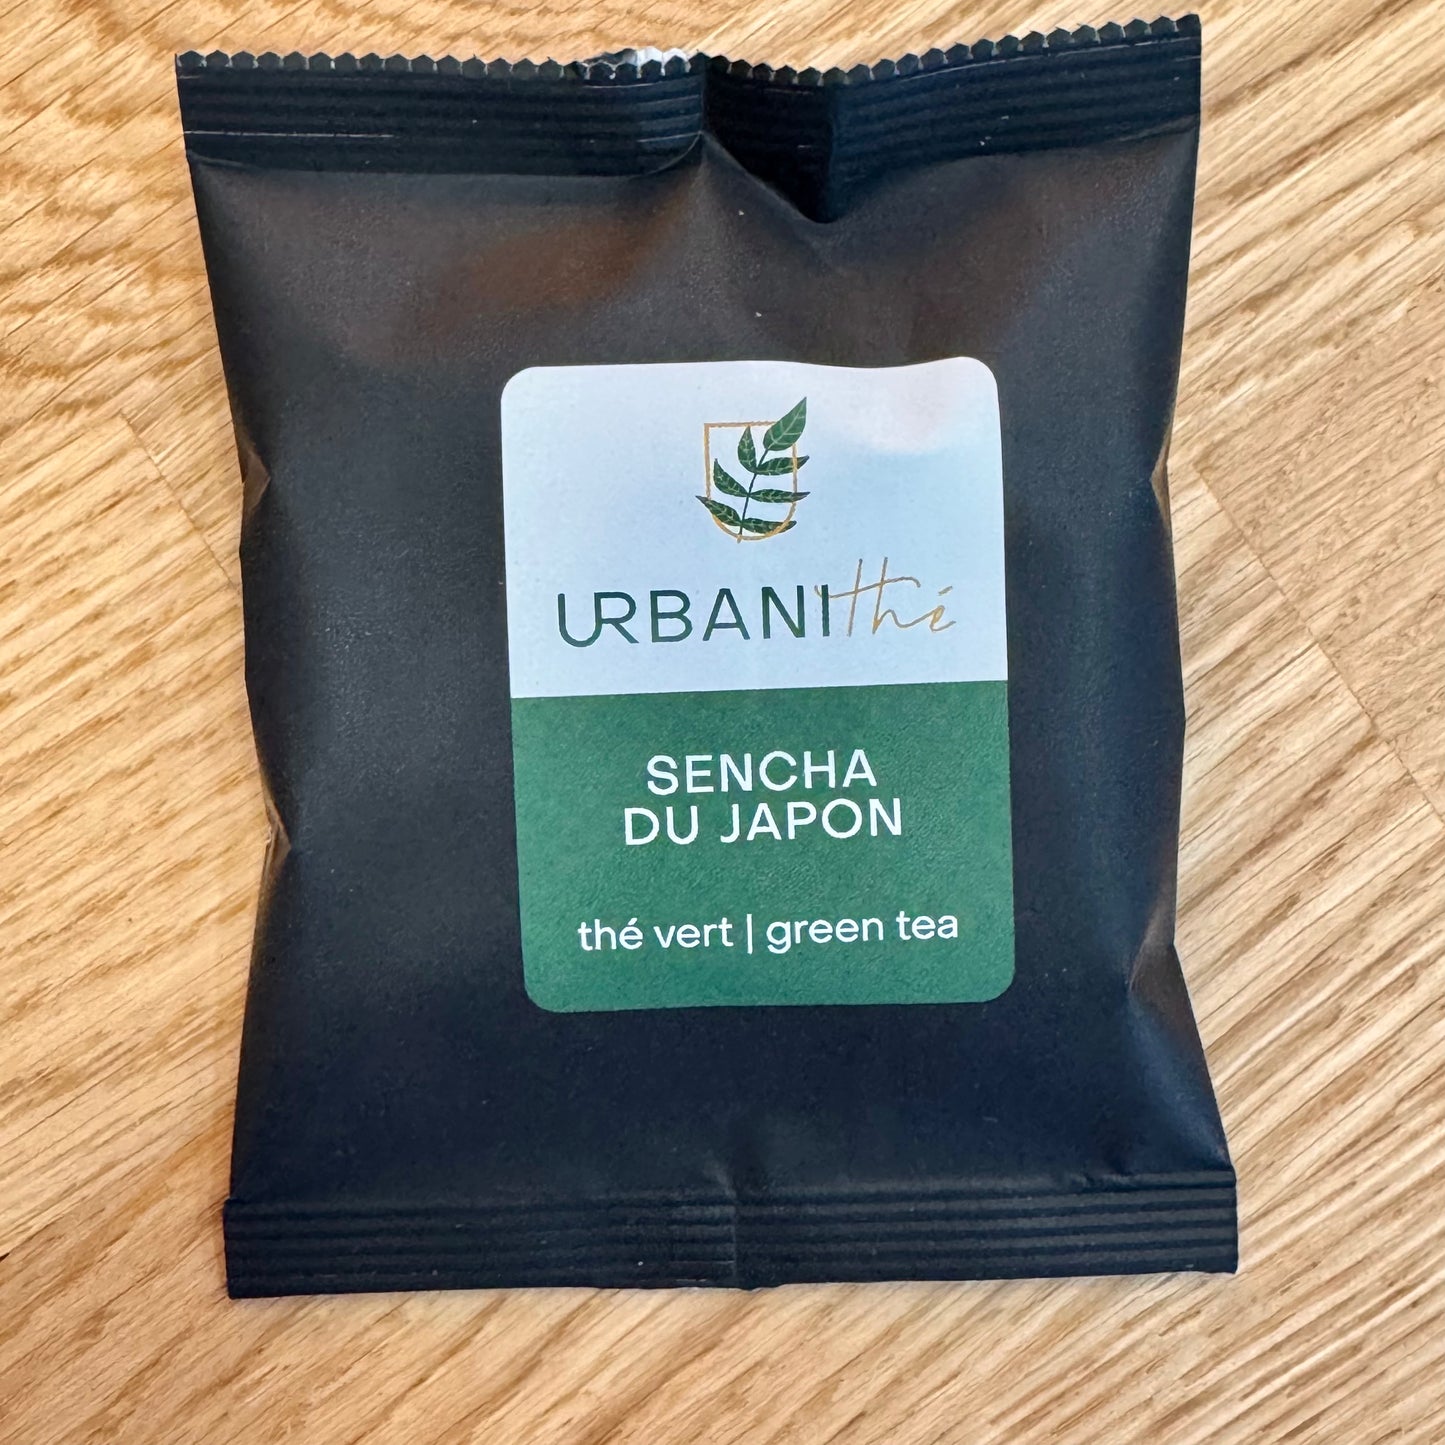 URBANIthé
SENCHA
DU JAPON
thé vert | green tea